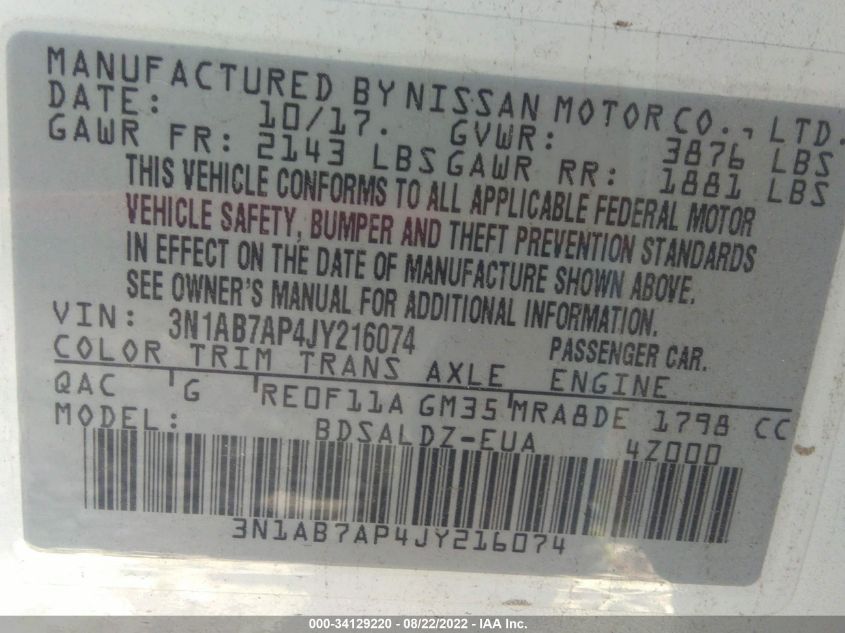 MANUFACTURED BY NISSAN MOTOR CO., LTD.
DATE: 10/17. GVWR: 3876 LBS
GAWR FR: 2143 LBS GAWR RR: 1881 LBS
THIS VEHICLE CONFORMS TO ALL APPLICABLE FEDERAL MOTOR
VEHICLE SAFETY, BUMPER AND THEFT PREVENTION STANDARDS
IN EFFECT ON THE DATE OF MANUFACTURE SHOWN ABOVE.
SEE OWNER'S MANUAL FOR ADDITIONAL INFORMATION.
VIN: 3N1AB7AP4JY216074 PASSENGER CAR.
COLOR TRIM TRANS AXLE ENGINE
QAC G RE0F11A GM35 MRA8DE 1798 CC
MODEL: BDSALDZ-EUA 4Z000
3N1AB7AP4JY216074
000-34129220 - 08/22/2022 - IAA Inc.